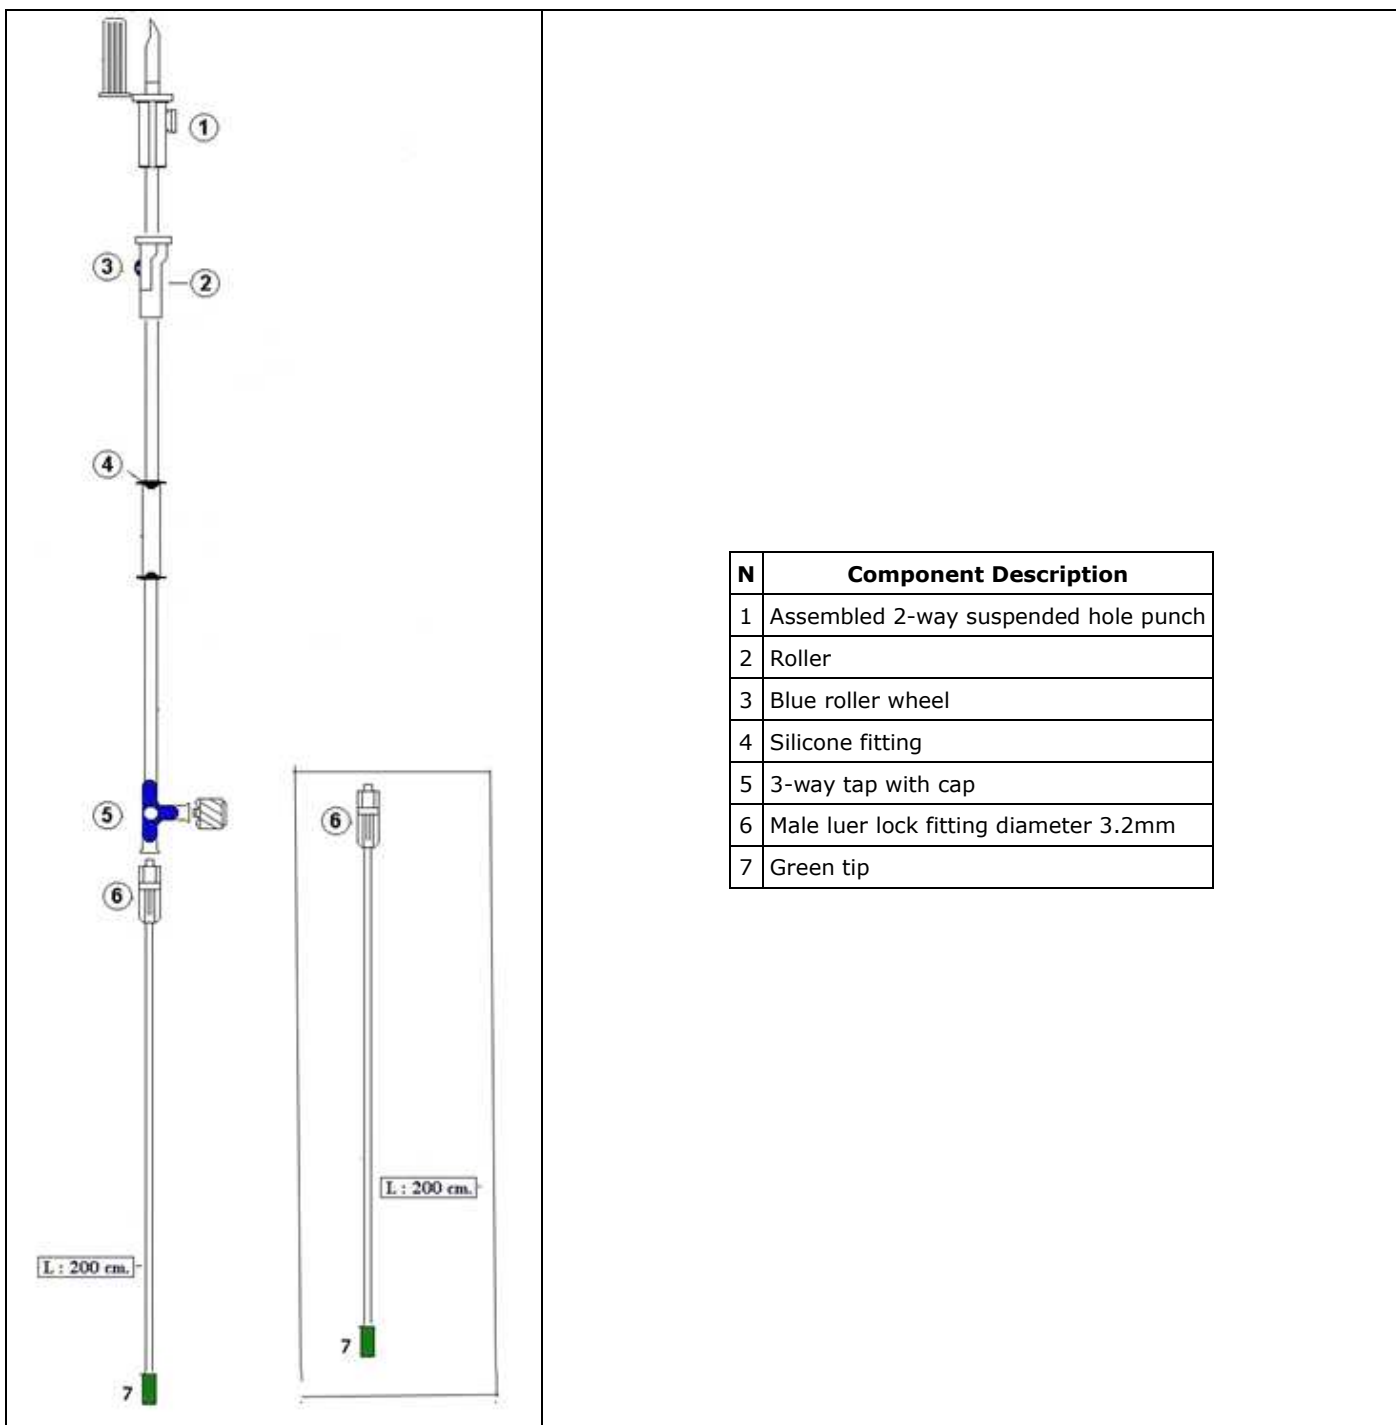 1
3
2
4
5
6
6
L : 200 cm.
L : 200 cm.
7
7
N Component Description
1 Assembled 2-way suspended hole punch
2 Roller
3 Blue roller wheel
4 Silicone fitting
5 3-way tap with cap
6 Male luer lock fitting diameter 3.2mm
7 Green tip